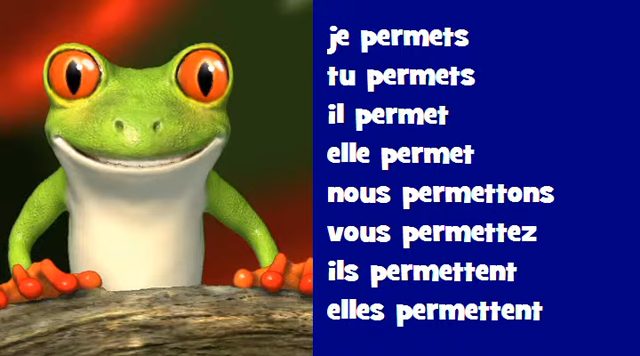 je permets
tu permets
il permet
elle permet
nous permettons
vous permettez
ils permettent
elles permettent